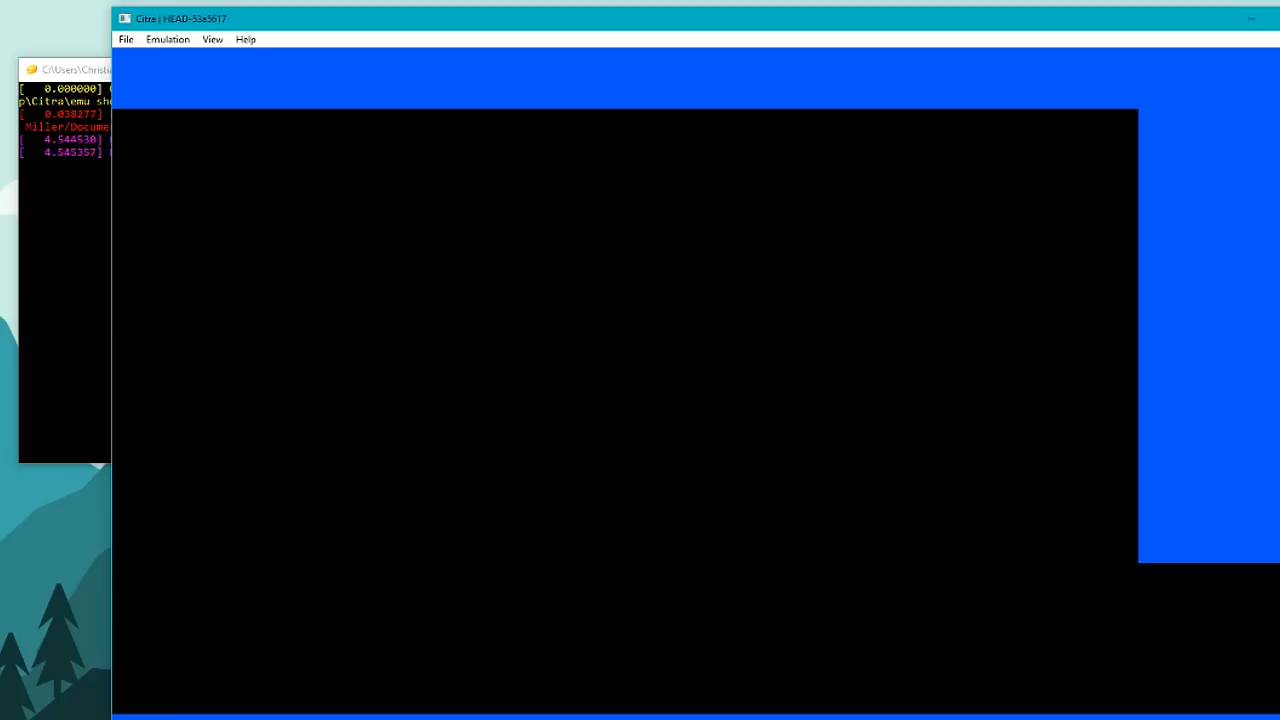 Citra | HEAD-53a5617
File Emulation View Help
C:\Users\Christi
[ 0.000000]
p\Citra\emu
[ 0.038277]
Miller/Docume
[ 4.544530]
[ 4.545357]